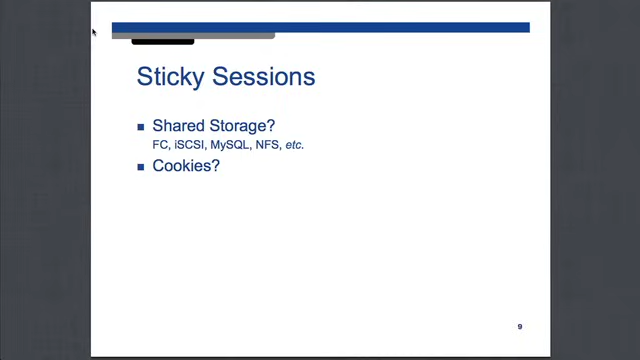 Sticky Sessions
Shared Storage?
FC, iSCSI, MySQL, NFS, etc.
Cookies?
9